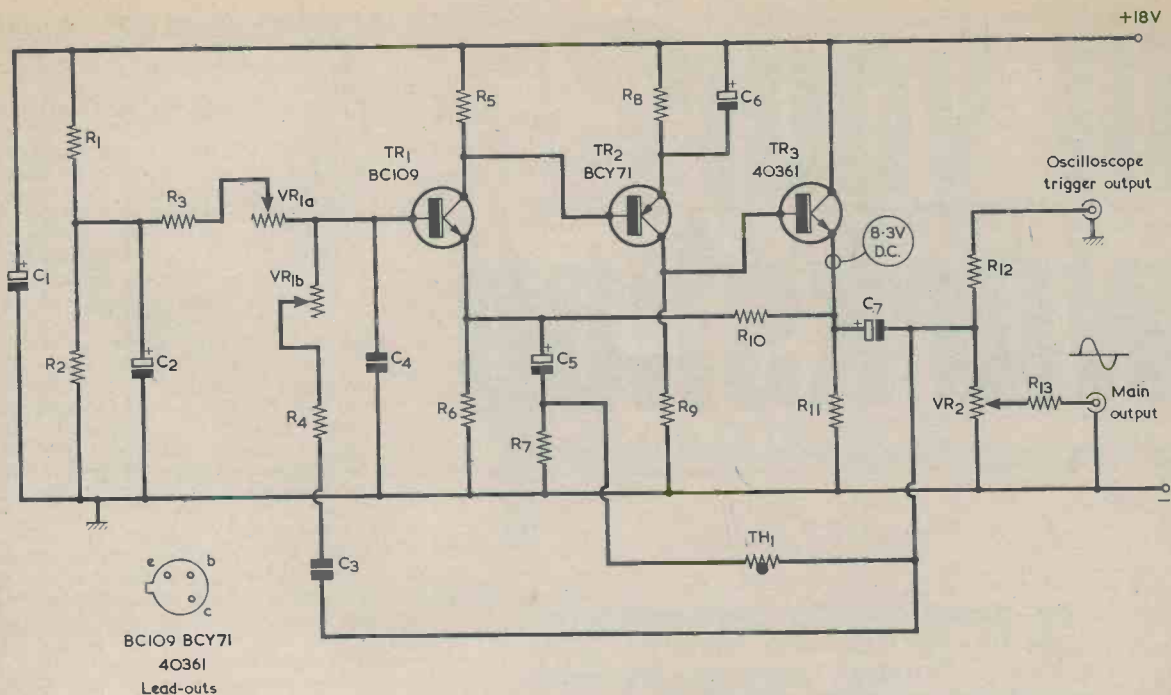 +18V
R1
R5
R8
C6
TR1
BC109
TR2
BCY71
TR3
40361
Oscilloscope
trigger output
R3
VR1a
8·3V
D.C.
R12
C1
VR1b
C7
R10
R2
C2
C4
C5
R6
R9
R11
VR2
R13
Main
output
R4
R7
−
TH1
C3
e
b
c
BC109 BCY71
40361
Lead-outs